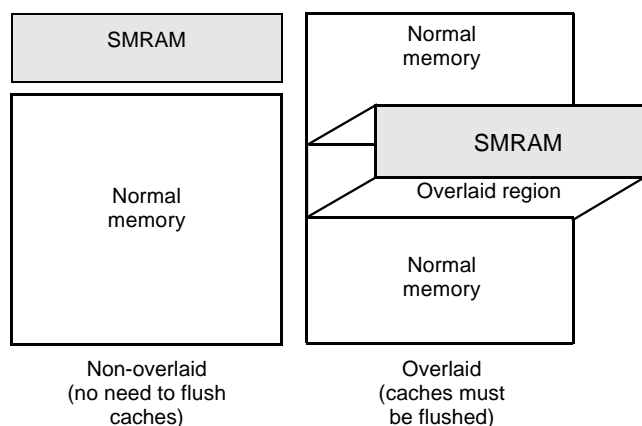 SMRAM
Normal
memory
Non-overlaid
(no need to flush
caches)
Normal
memory
SMRAM
Overlaid region
Normal
memory
Overlaid
(caches must
be flushed)